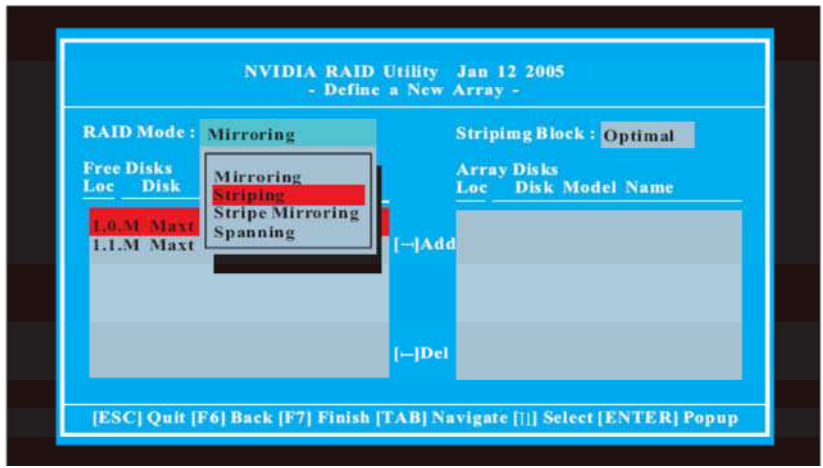 NVIDIA RAID Utility Jan 12 2005
- Define a New Array -
RAID Mode : Mirroring
Stripimg Block : Optimal
Free Disks
Loc Disk
Array Disks
Loc Disk Model Name
Mirroring
Striping
Stripe Mirroring
Spanning
1.0.M Maxt
1.1.M Maxt
[→]Add
[←]Del
[ESC] Quit [F6] Back [F7] Finish [TAB] Navigate [↑↓] Select [ENTER] Popup